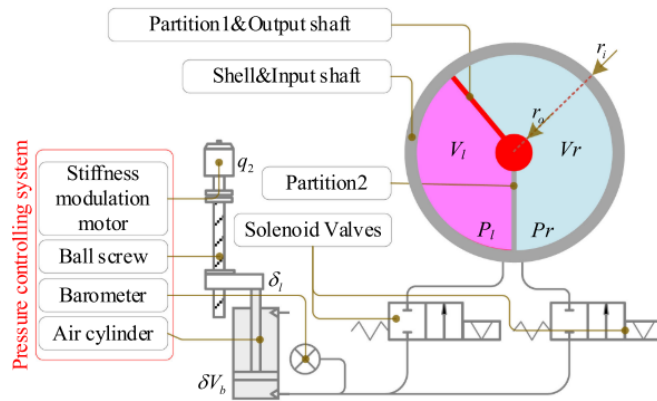 Partition1&Output shaft
Shell&Input shaft
r_i
r_o
V_l
Vr
Partition2
P_l
Pr
Pressure controlling system
q_2
Stiffness
modulation
motor
Solenoid Valves
Ball screw
δ_l
Barometer
Air cylinder
δV_b